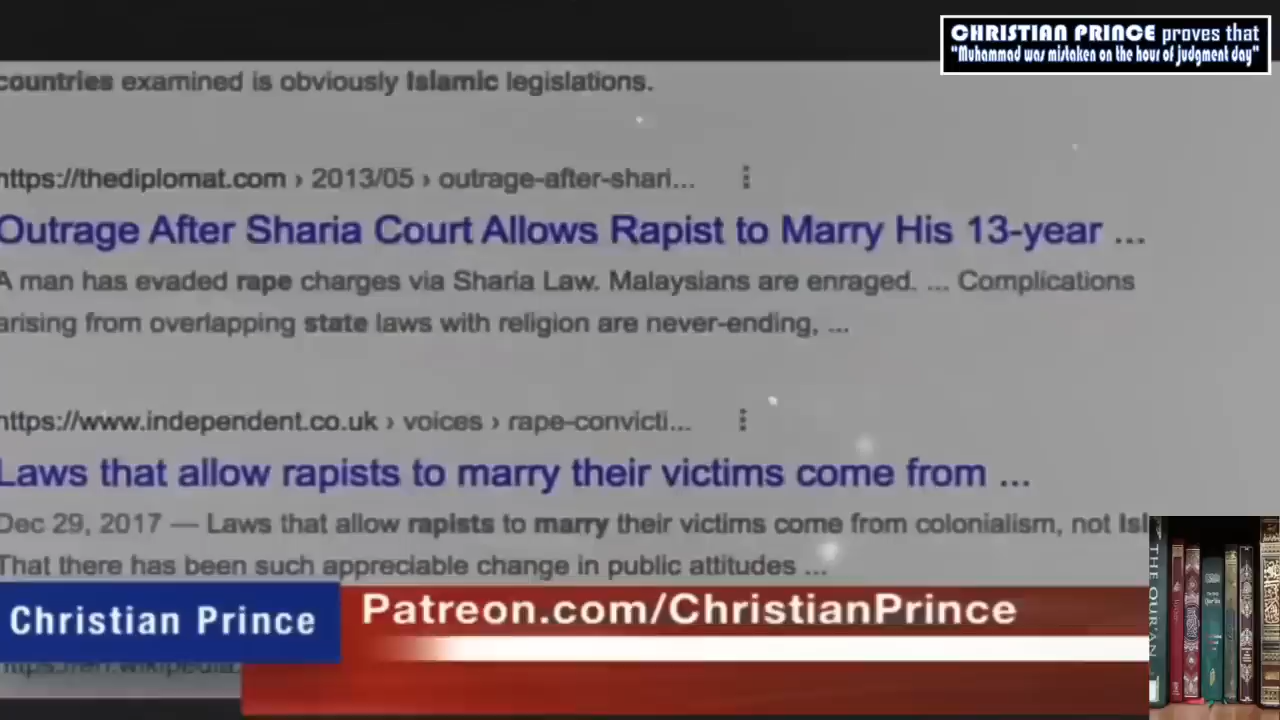 CHRISTIAN PRINCE proves that
"Muhammad was mistaken on the hour of judgment day"
countries examined is obviously Islamic legislations.
https://thediplomat.com › 2013/05 › outrage-after-shari...
Outrage After Sharia Court Allows Rapist to Marry His 13-year ...
A man has evaded rape charges via Sharia Law. Malaysians are enraged. ... Complications
arising from overlapping state laws with religion are never-ending, ...
https://www.independent.co.uk › voices › rape-convicti...
Laws that allow rapists to marry their victims come from ...
Dec 29, 2017 — Laws that allow rapists to marry their victims come from colonialism, not Isl
That there has been such appreciable change in public attitudes ...
Christian Prince
Patreon.com/ChristianPrince
THE QUR'AN